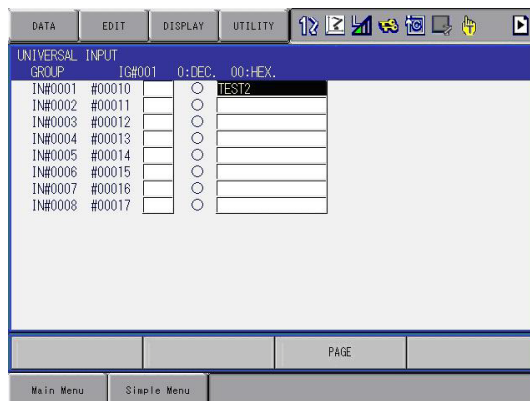 DATA EDIT DISPLAY UTILITY
UNIVERSAL INPUT
GROUP IG#001 0:DEC. 00:HEX.
IN#0001 #00010 TEST2
IN#0002 #00011
IN#0003 #00012
IN#0004 #00013
IN#0005 #00014
IN#0006 #00015
IN#0007 #00016
IN#0008 #00017
PAGE
Main Menu Simple Menu